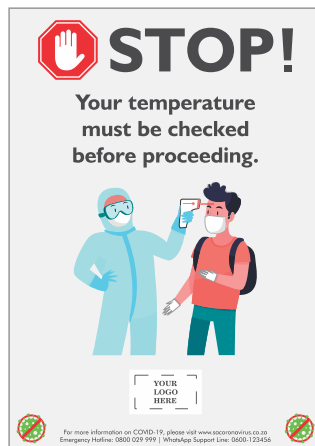 STOP!
Your temperature
must be checked
before proceeding.
YOUR
LOGO
HERE
For more information on COVID-19, please visit www.sacoronavirus.co.za
Emergency Hotline: 0800 029 999 | WhatsApp Support Line: 0600-123456